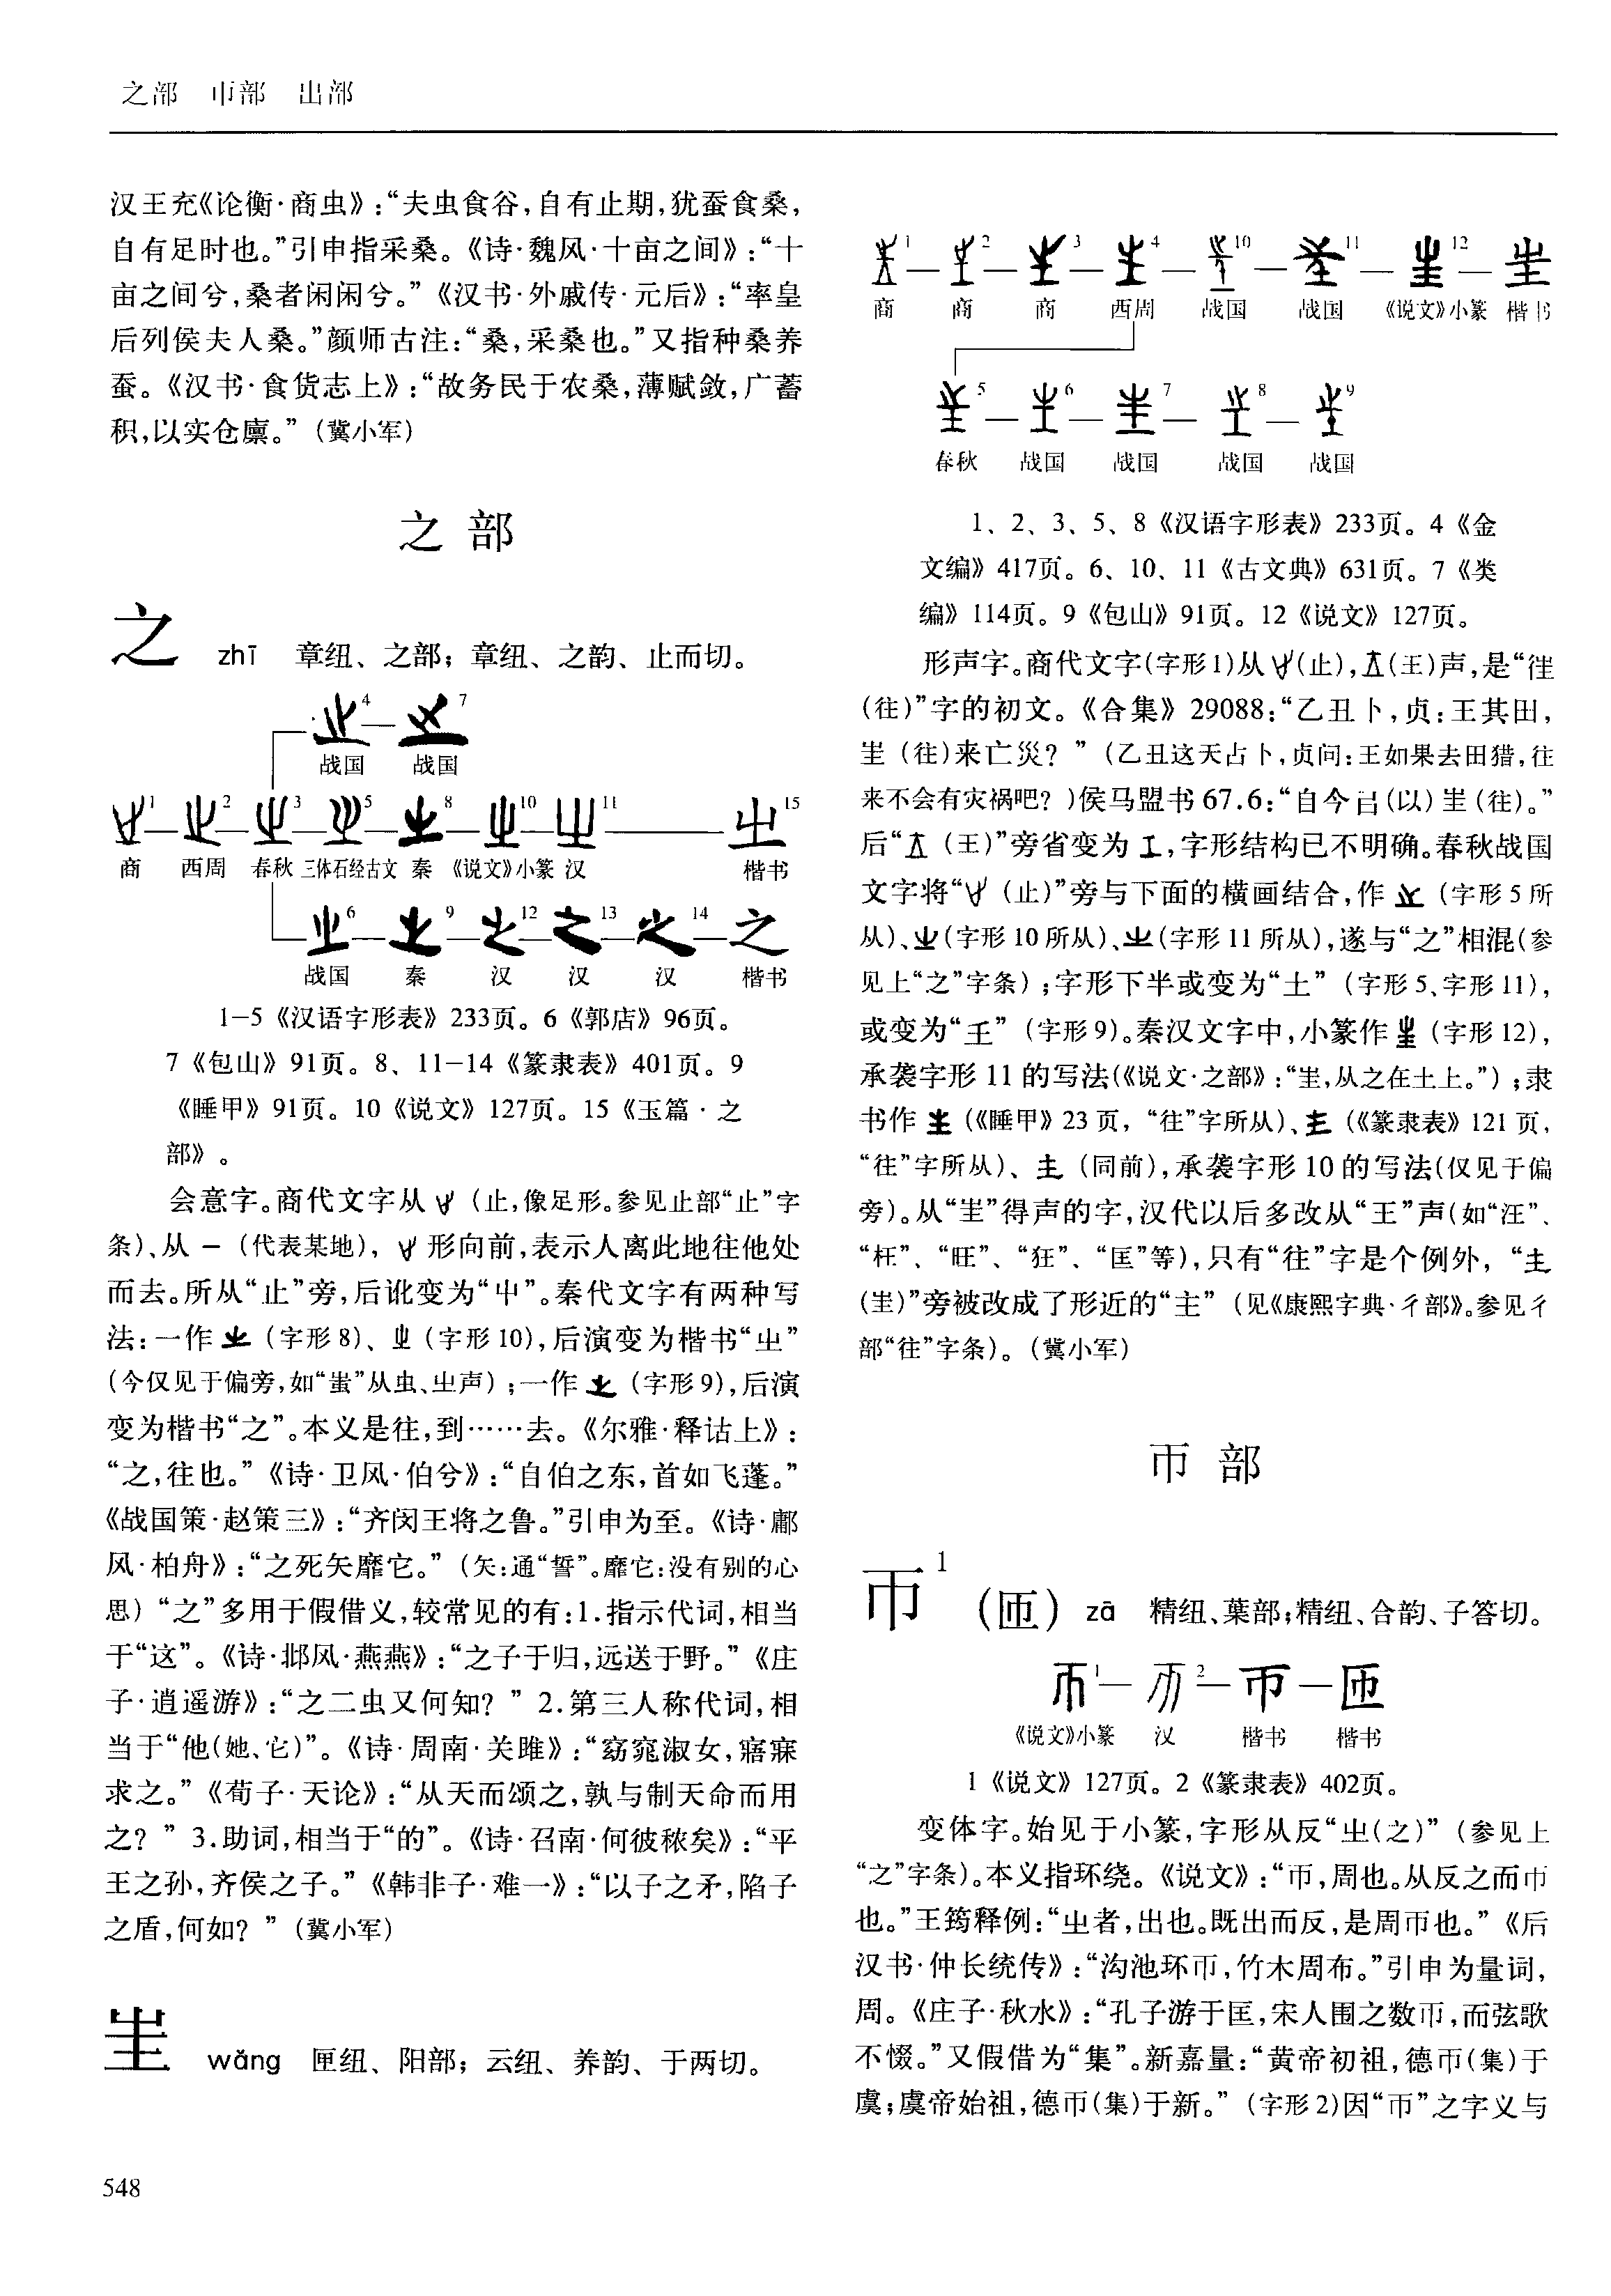 之部　帀部　出部
汉王充《论衡·商虫》:“夫虫食谷,自有止期,犹蚕食桑,
自有足时也。”引申指采桑。《诗·魏风·十亩之间》:“十
亩之间兮,桑者闲闲兮。”《汉书·外戚传·元后》:“率皇
后列侯夫人桑。”颜师古注:“桑,采桑也。”又指种桑养
蚕。《汉书·食货志上》:“故务民于农桑,薄赋敛,广蓄
积,以实仓廪。”(冀小军)
之 部
之 zhī 章纽、之部；章纽、之韵、止而切。
4 7
战国 战国
1 2 3 5 8 10 11 㞢15
商 西周 春秋 三体石经古文 秦 《说文》小篆 汉 楷书
6 9 12 13 14 之
战国 秦 汉 汉 汉 楷书
1-5《汉语字形表》233页。6《郭店》96页。
7《包山》91页。8、11-14《篆隶表》401页。9
《睡甲》91页。10《说文》127页。15《玉篇·之
部》。
会意字。商代文字从(止,像足形。参见止部“止”字
条)、从一(代表某地),形向前,表示人离此地往他处
而去。所从“止”旁,后讹变为“屮”。秦代文字有两种写
法:一作(字形8)、(字形10),后演变为楷书“㞢”
(今仅见于偏旁,如“蚩”从虫、㞢声);一作(字形9),后演
变为楷书“之”。本义是往,到……去。《尔雅·释诂上》:
“之,往也。”《诗·卫风·伯兮》:“自伯之东,首如飞蓬。”
《战国策·赵策三》:“齐闵王将之鲁。”引申为至。《诗·鄘
风·柏舟》:“之死矢靡它。”(矢:通“誓”。靡它:没有别的心
思)“之”多用于假借义,较常见的有:1.指示代词,相当
于“这”。《诗·邶风·燕燕》:“之子于归,远送于野。”《庄
子·逍遥游》:“之二虫又何知?”2.第三人称代词,相
当于“他(她、它)”。《诗·周南·关雎》:“窈窕淑女,寤寐
求之。”《荀子·天论》:“从天而颂之,孰与制天命而用
之?”3.助词,相当于“的”。《诗·召南·何彼秾矣》:“平
王之孙,齐侯之子。”《韩非子·难一》:“以子之矛,陷子
之盾,何如?”(冀小军)
㞷 wǎng 匣纽、阳部；云纽、养韵、于两切。
1 2 3 4 10 11 12 㞷
商 商 商 西周 战国 战国 《说文》小篆 楷书
5 6 7 8 9
春秋 战国 战国 战国 战国
1、2、3、5、8《汉语字形表》233页。4《金
文编》417页。6、10、11《古文典》631页。7《类
编》114页。9《包山》91页。12《说文》127页。
形声字。商代文字(字形1)从(止),(王)声,是“徍
(往)”字的初文。《合集》29088:“乙丑卜,贞:王其田,
㞷(往)来亡災?”(乙丑这天占卜,贞问:王如果去田猎,往
来不会有灾祸吧?)侯马盟书67.6:“自今㠯(以)㞷(往)。”
后“(王)”旁省变为,字形结构已不明确。春秋战国
文字将“(止)”旁与下面的横画结合,作(字形5所
从)、(字形10所从)、(字形11所从),遂与“之”相混(参
见上“之”字条);字形下半或变为“土”(字形5、字形11),
或变为“壬”(字形9)。秦汉文字中,小篆作(字形12),
承袭字形11的写法(《说文·之部》:“㞷,从之在土上。”);隶
书作(《睡甲》23页,“往”字所从)、(《篆隶表》121页,
“往”字所从)、主(同前),承袭字形10的写法(仅见于偏
旁)。从“㞷”得声的字,汉代以后多改从“王”声(如“汪”、
“枉”、“旺”、“狂”、“匡”等),只有“往”字是个例外,“主
(㞷)”旁被改成了形近的“主”(见《康熙字典·彳部》。参见彳
部“往”字条)。(冀小军)
帀 部
帀1 (匝) zā 精纽、葉部;精纽、合韵、子答切。
1 2 帀 匝
《说文》小篆 汉 楷书 楷书
1《说文》127页。2《篆隶表》402页。
变体字。始见于小篆,字形从反“㞢(之)”(参见上
“之”字条)。本义指环绕。《说文》:“帀,周也。从反之而帀
也。”王筠释例:“㞢者,出也。既出而反,是周帀也。”《后
汉书·仲长统传》:“沟池环帀,竹木周布。”引申为量词,
周。《庄子·秋水》:“孔子游于匡,宋人围之数帀,而弦歌
不惙。”又假借为“集”。新嘉量:“黄帝初祖,德帀(集)于
虞;虞帝始祖,德帀(集)于新。”(字形2)因“帀”之字义与
548